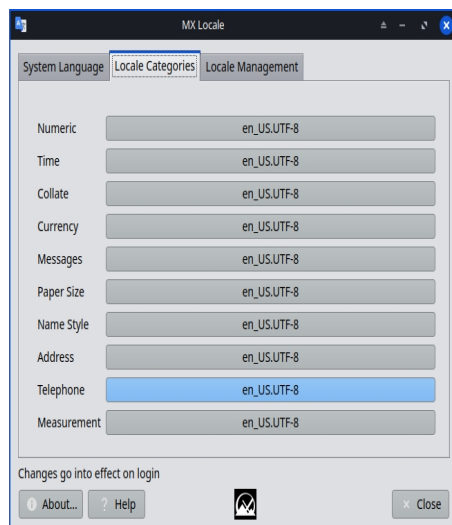 MX Locale
System Language Locale Categories Locale Management
Numeric en_US.UTF-8
Time en_US.UTF-8
Collate en_US.UTF-8
Currency en_US.UTF-8
Messages en_US.UTF-8
Paper Size en_US.UTF-8
Name Style en_US.UTF-8
Address en_US.UTF-8
Telephone en_US.UTF-8
Measurement en_US.UTF-8
Changes go into effect on login
About... ? Help × Close